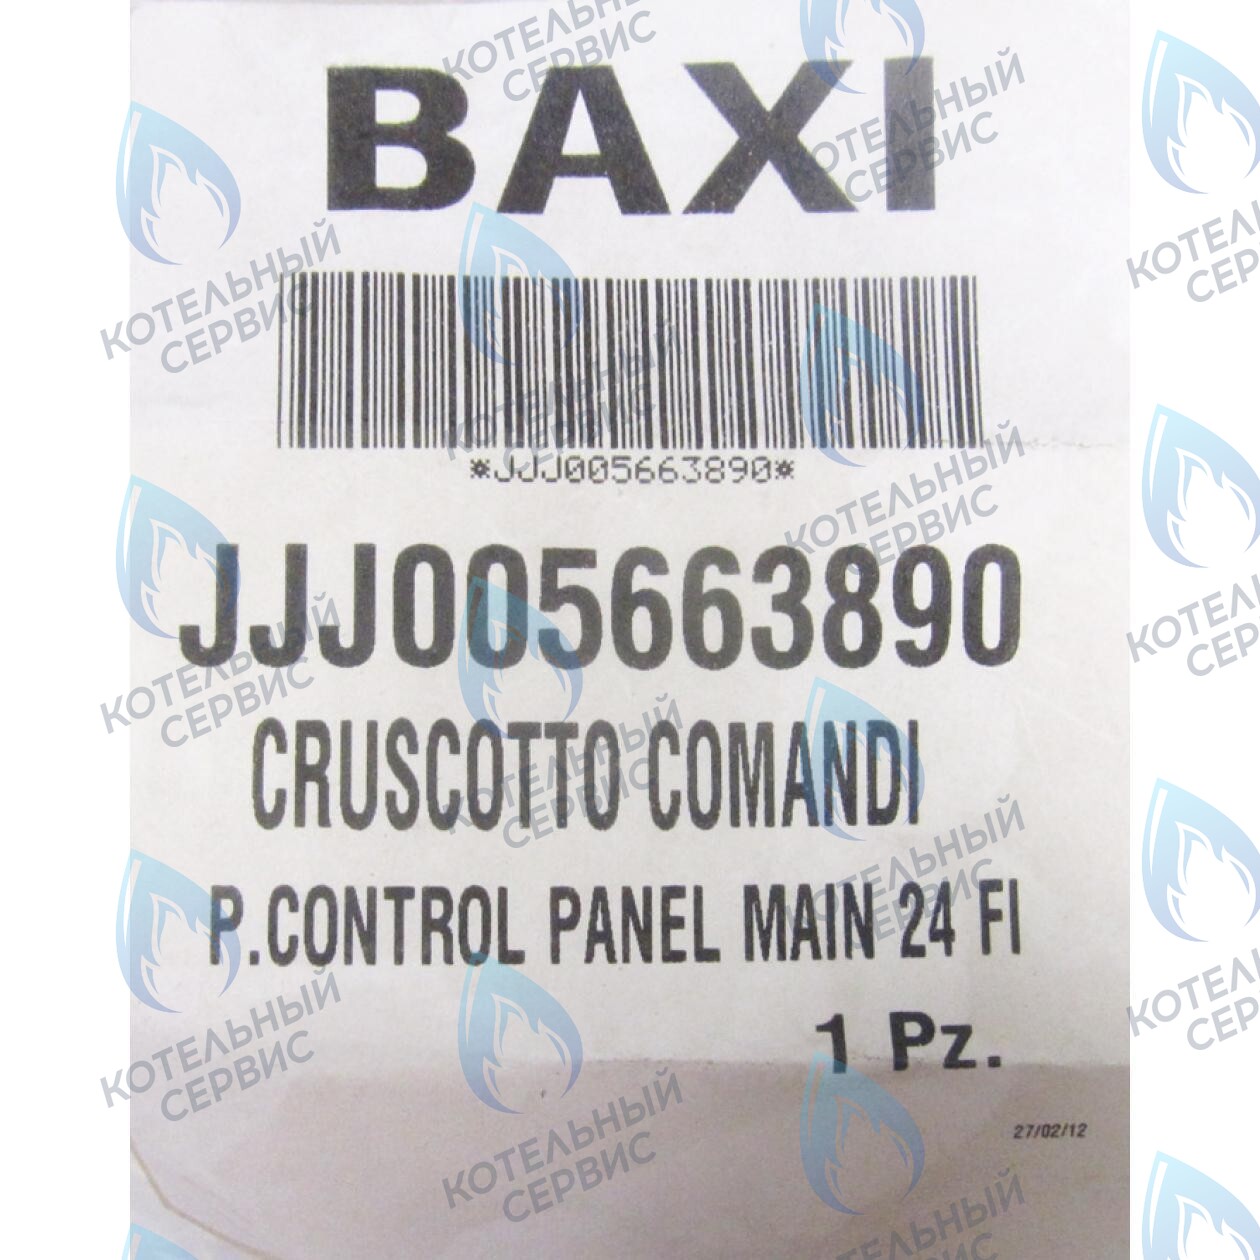 BAXI
*JJJ005663890*
JJJ005663890
CRUSCOTTO COMANDI
P.CONTROL PANEL MAIN 24 FI
1 Pz.
27/02/12
КОТЕЛЬНЫЙ
СЕРВИС